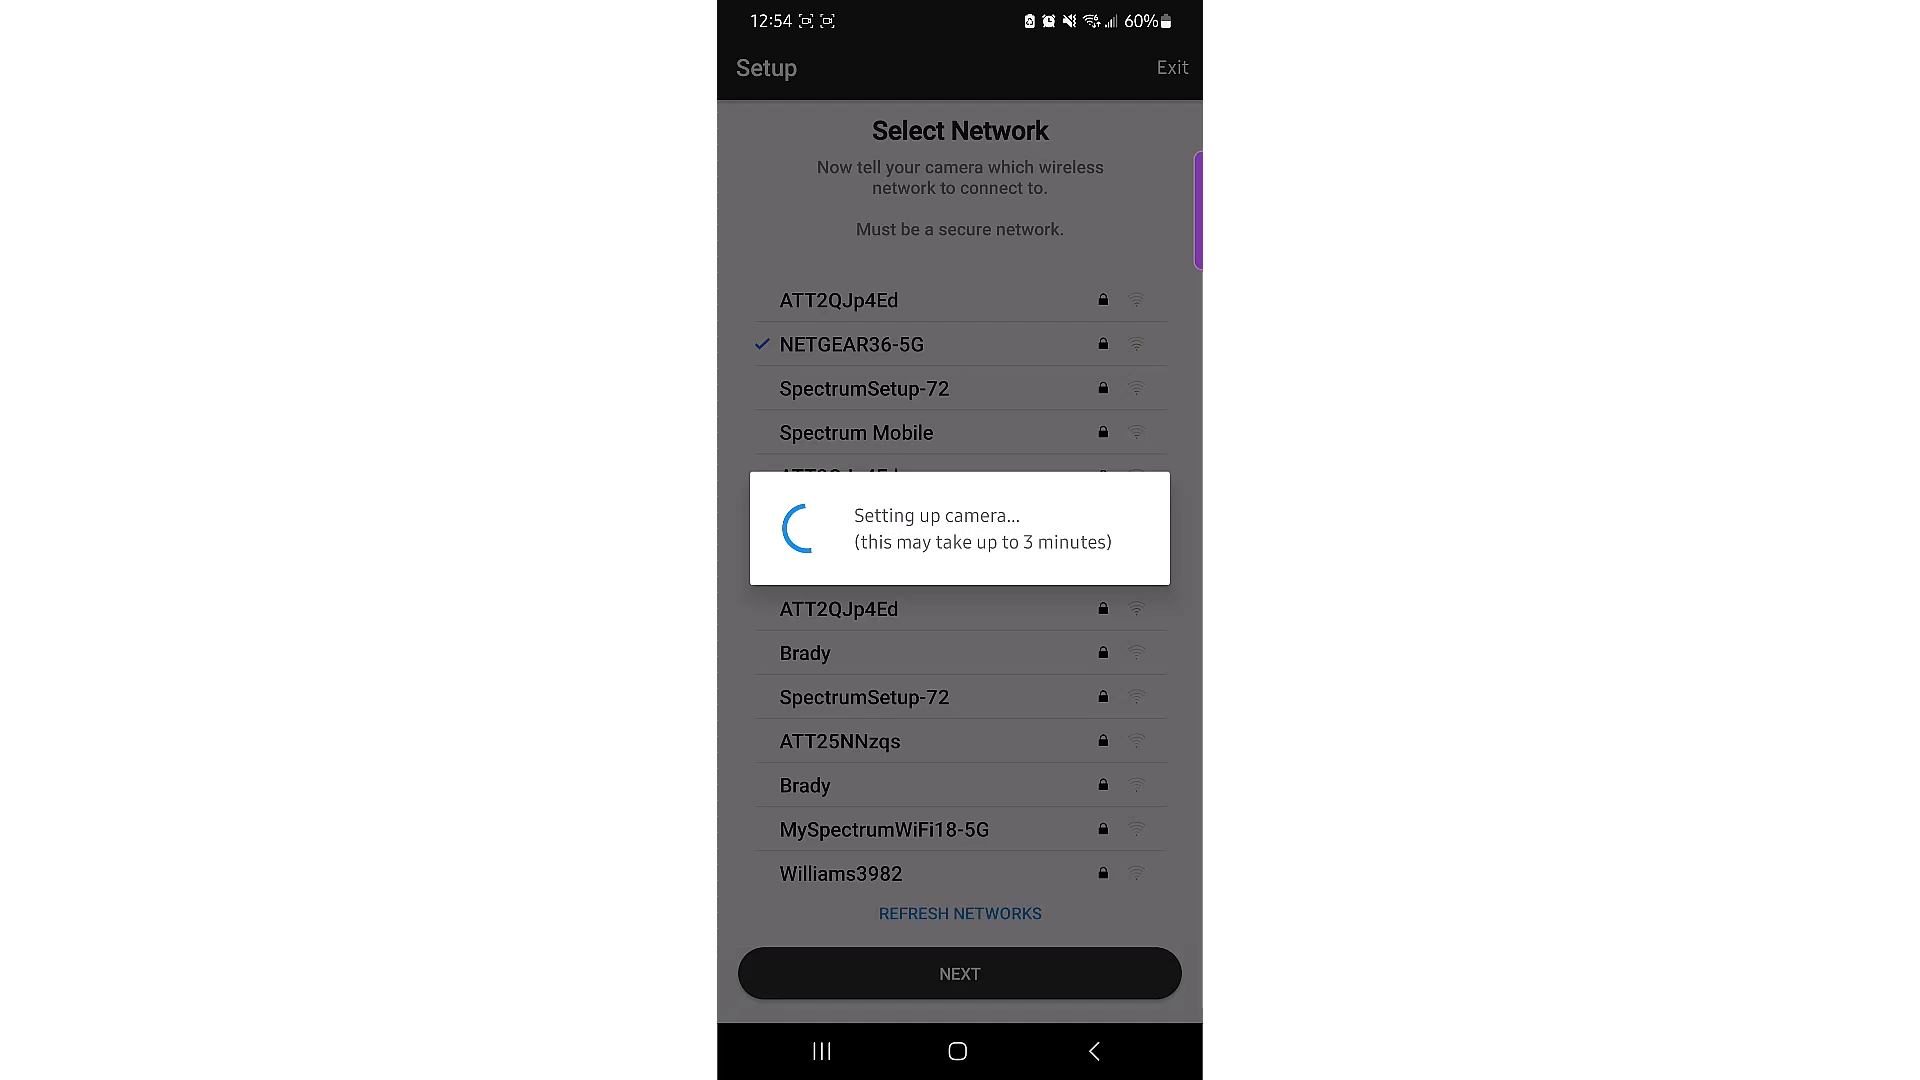 12:54 60%
Setup Exit
Select Network
Now tell your camera which wireless
network to connect to.
Must be a secure network.
ATT2QJp4Ed
NETGEAR36-5G
SpectrumSetup-72
Spectrum Mobile
Setting up camera...
(this may take up to 3 minutes)
ATT2QJp4Ed
Brady
SpectrumSetup-72
ATT25NNzqs
Brady
MySpectrumWiFi18-5G
Williams3982
REFRESH NETWORKS
NEXT